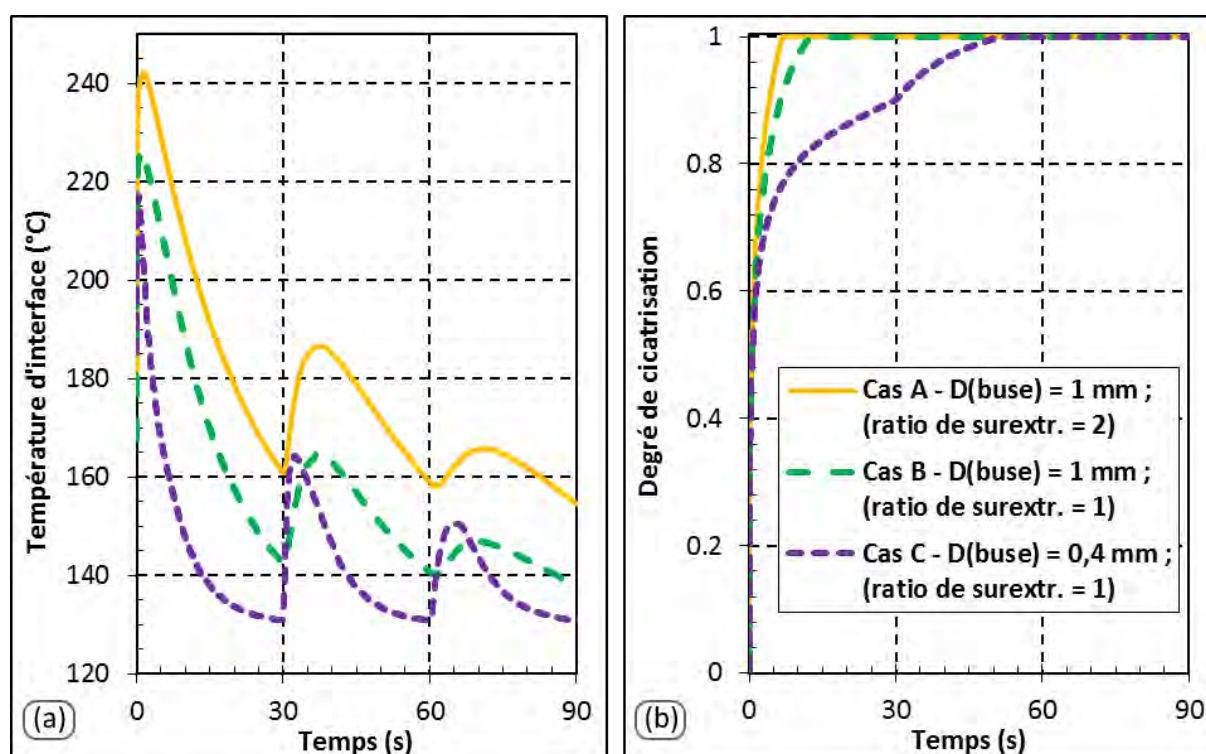 Température d'interface (°C)
240
220
200
180
160
140
120
0
30
60
90
Temps (s)
(a)
Degré de cicatrisation
1
0.8
0.6
0.4
0.2
0
0
30
60
90
Temps (s)
(b)
Cas A - D(buse) = 1 mm ;
(ratio de surextr. = 2)
Cas B - D(buse) = 1 mm ;
(ratio de surextr. = 1)
Cas C - D(buse) = 0,4 mm ;
(ratio de surextr. = 1)